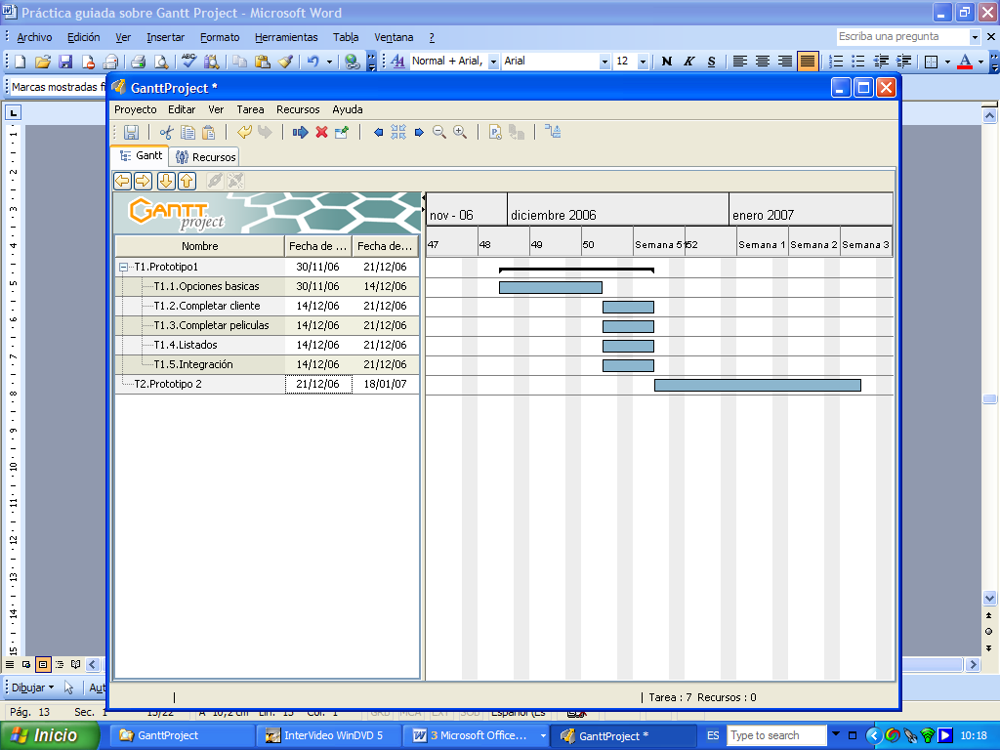 Práctica guiada sobre Gantt Project - Microsoft Word
Archivo Edición Ver Insertar Formato Herramientas Tabla Ventana ? Escriba una pregunta
Normal + Arial, Arial 12 N K S
Marcas mostradas fi
GanttProject *
Proyecto Editar Ver Tarea Recursos Ayuda
Gantt Recursos
GANTT project
nov - 06 diciembre 2006 enero 2007
47 48 49 50 Semana 51 52 Semana 1 Semana 2 Semana 3
Nombre Fecha de ... Fecha de...
T1.Prototipo1 30/11/06 21/12/06
T1.1.Opciones basicas 30/11/06 14/12/06
T1.2.Completar cliente 14/12/06 21/12/06
T1.3.Completar peliculas 14/12/06 21/12/06
T1.4.Listados 14/12/06 21/12/06
T1.5.Integración 14/12/06 21/12/06
T2.Prototipo 2 21/12/06 18/01/07
Tarea : 7 Recursos : 0
Dibujar Aut
Pág. 13 Sec. 1 13/22 A 10,2 cm Lín. 15 Col. 1 GRB MCA EXT SOB Español (Es
Inicio GanttProject InterVideo WinDVD 5 3 Microsoft Office... GanttProject * ES Type to search 10:18